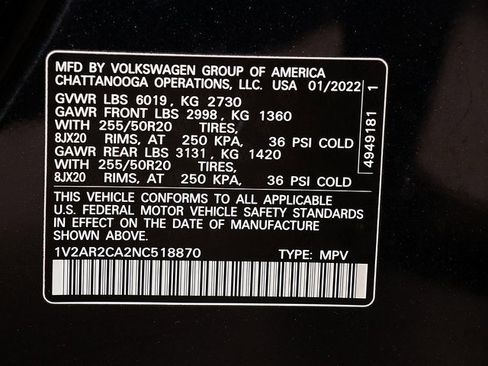 MFD BY VOLKSWAGEN GROUP OF AMERICA
CHATTANOOGA OPERATIONS, LLC. USA 01/2022
GVWR LBS 6019, KG 2730
GAWR FRONT LBS 2998, KG 1360
WITH 255/50R20 TIRES,
8JX20 RIMS, AT 250 KPA, 36 PSI COLD
GAWR REAR LBS 3131, KG 1420
WITH 255/50R20 TIRES,
8JX20 RIMS, AT 250 KPA, 36 PSI COLD
THIS VEHICLE CONFORMS TO ALL APPLICABLE
U.S. FEDERAL MOTOR VEHICLE SAFETY STANDARDS
IN EFFECT ON THE DATE OF MANUFACTURE
SHOWN ABOVE.
1V2AR2CA2NC518870 TYPE: MPV
4949181 1